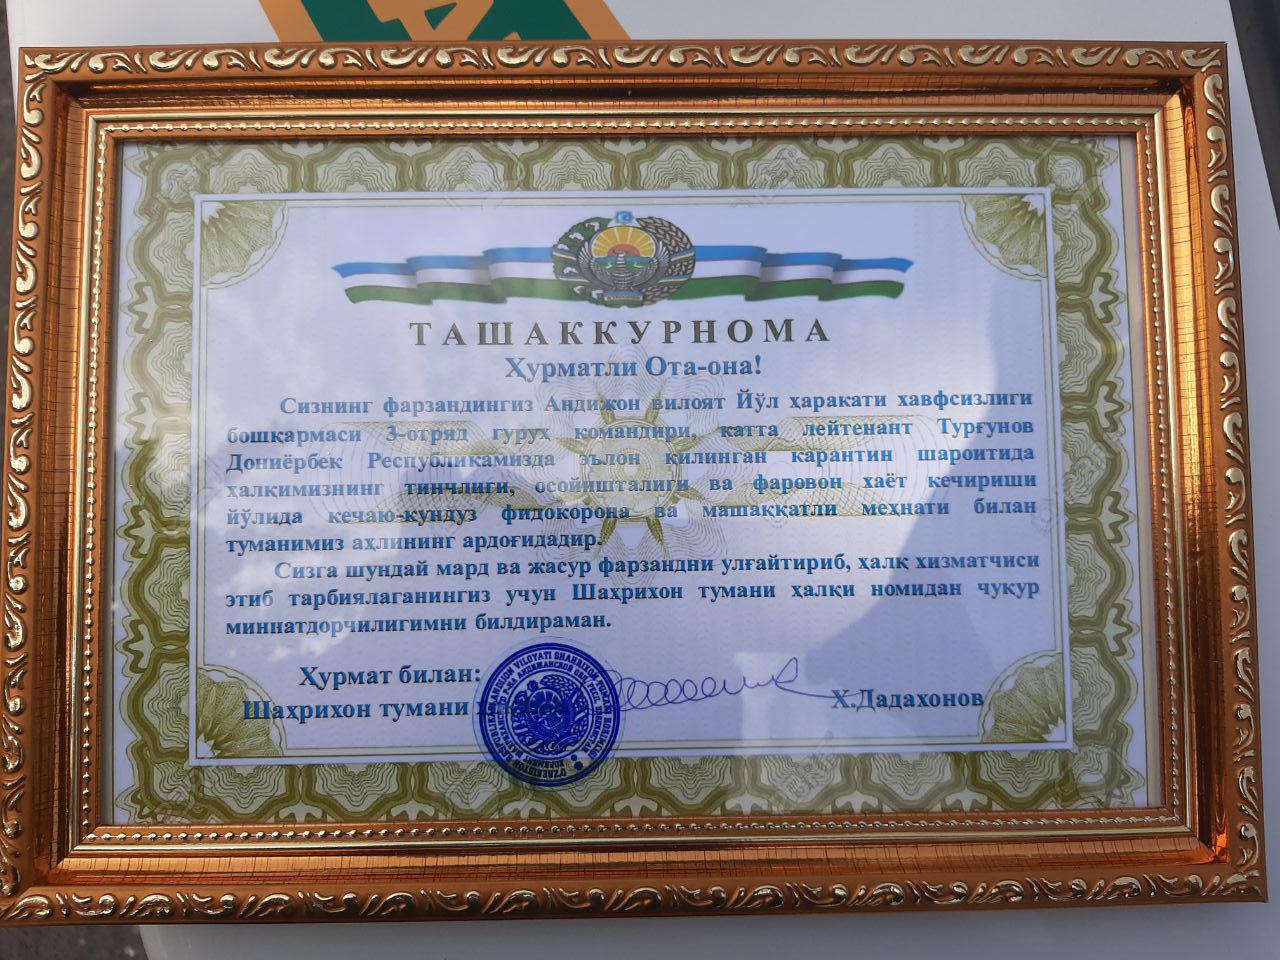 ТАШАККУРНОМА
Ҳурматли Ота-она!
Сизнинг фарзандингиз Андижон вилоят Йўл ҳаракати хавфсизлиги
бошқармаси 3-отряд гуруҳ командири, катта лейтенант Турғунов
Дониёрбек Республикамизда эълон қилинган карантин шароитида
халқимизнинг тинчлиги, осойишталиги ва фаровон хаёт кечириши
йўлида кечаю-кундуз фидокорона ва машаққатли меҳнати билан
туманимиз аҳлининг ардоғидадир.
Сизга шундай мард ва жасур фарзандни улғайтириб, ҳалқ хизматчиси
этиб тарбиялаганингиз учун Шаҳрихон тумани ҳалқи номидан чуқур
миннатдорчилигимни билдираман.
Ҳурмат билан:
Шаҳрихон тумани
Х.Дадахонов